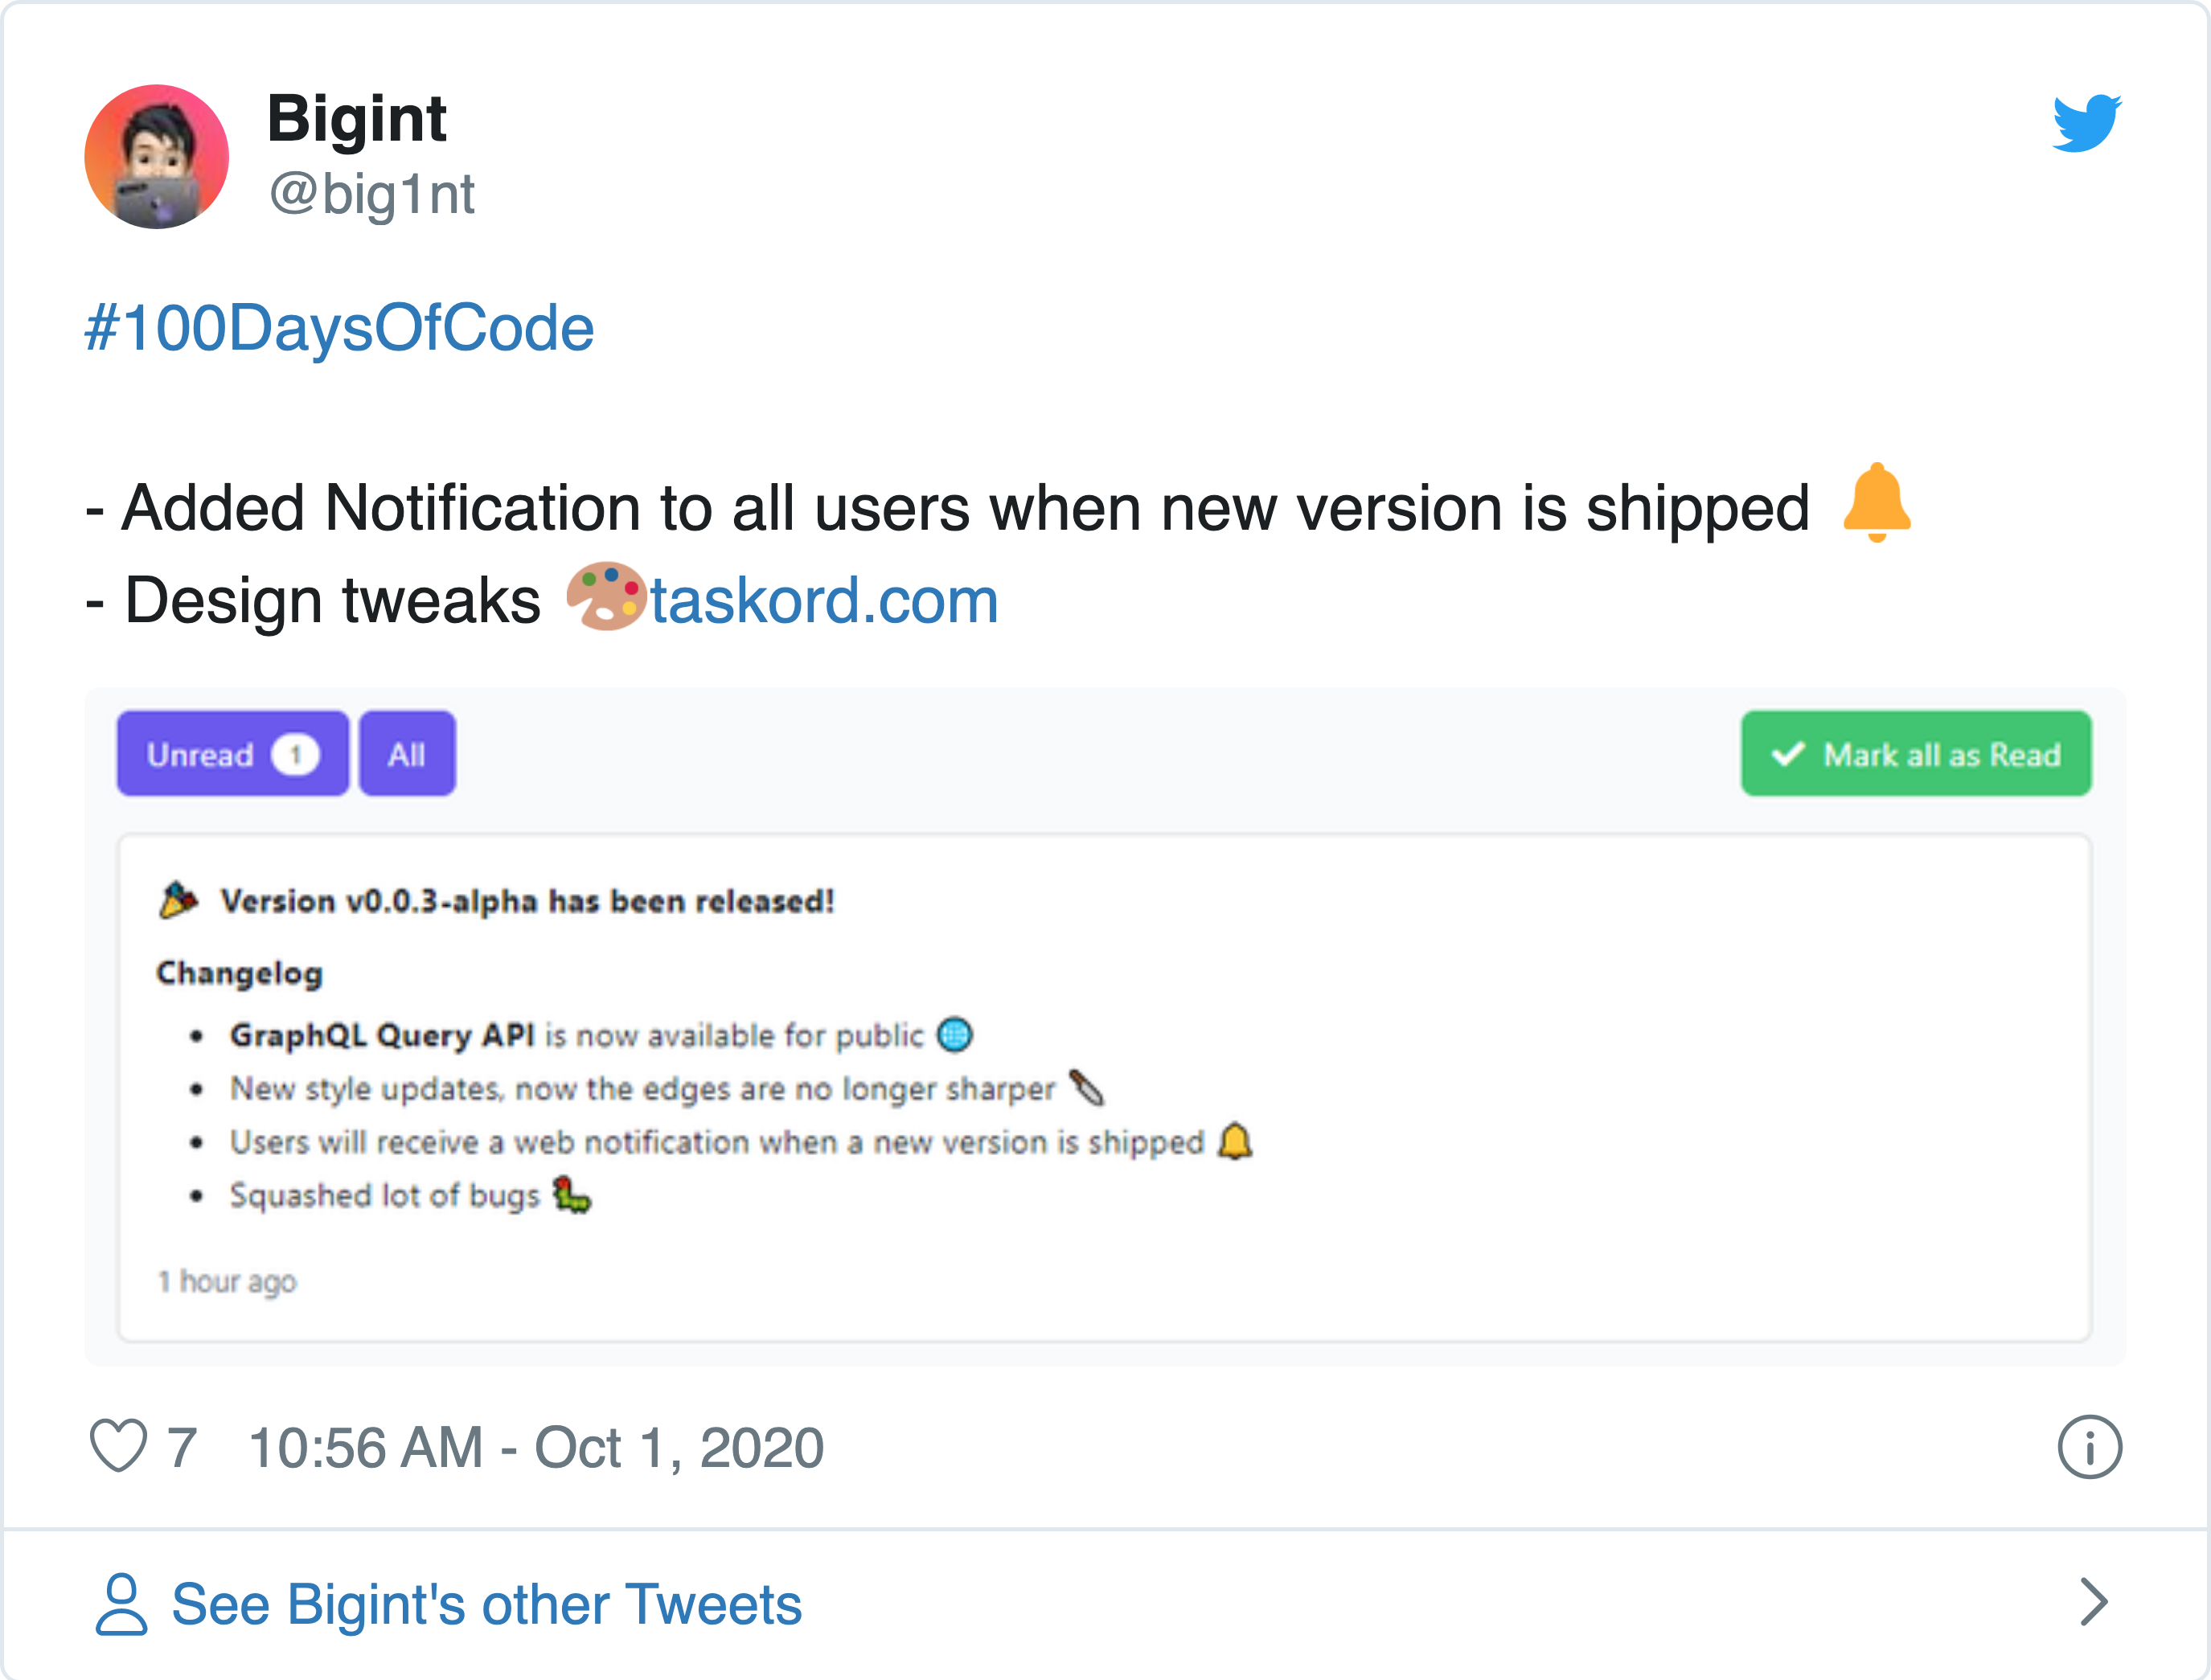 Bigint
@big1nt
#100DaysOfCode
- Added Notification to all users when new version is shipped 🔔
- Design tweaks 🎨taskord.com
Unread 1 All ✔ Mark all as Read
🎉 Version v0.0.3-alpha has been released!
Changelog
• GraphQL Query API is now available for public 🌐
• New style updates, now the edges are no longer sharper 🔪
• Users will receive a web notification when a new version is shipped 🔔
• Squashed lot of bugs 🐛
1 hour ago
7 10:56 AM - Oct 1, 2020
See Bigint's other Tweets